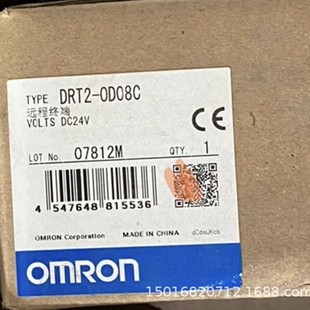 TYPE DRT2-OD08C
远程终端
VOLTS DC24V
CE
LOT No. 07812M QTY. 1
4 547648 815536
OMRON Corporation MADE IN CHINA
OMRON
15016820712.1688.com